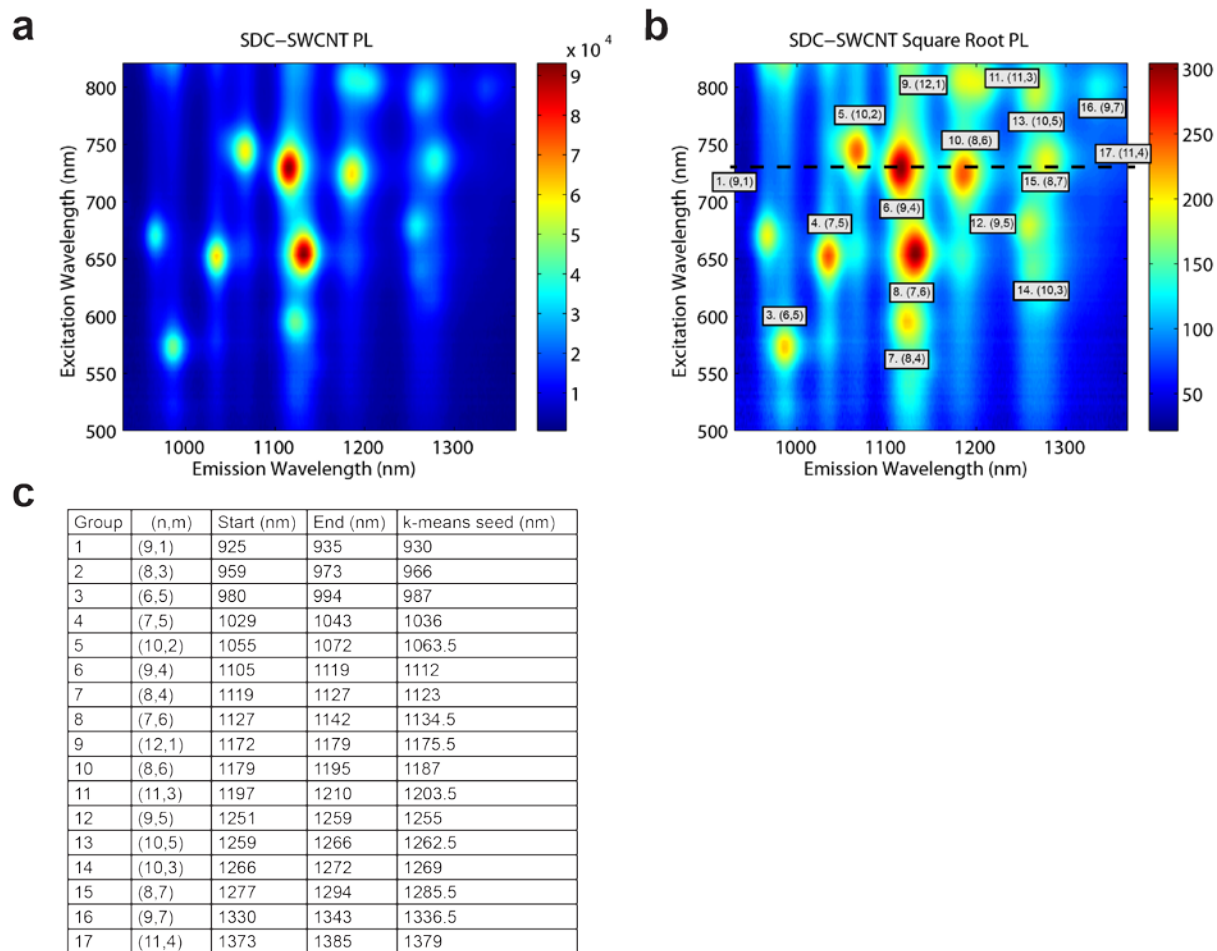 a
SDC−SWCNT PL
x 10^4
800
750
700
650
600
550
500
Excitation Wavelength (nm)
1000 1100 1200 1300
Emission Wavelength (nm)
9
8
7
6
5
4
3
2
1
b
SDC−SWCNT Square Root PL
800
750
700
650
600
550
500
Excitation Wavelength (nm)
1000 1100 1200 1300
Emission Wavelength (nm)
300
250
200
150
100
50
9. (12,1)
11. (11,3)
16. (9,7)
5. (10,2)
13. (10,5)
10. (8,6)
17. (11,4)
1. (9,1)
15. (8,7)
6. (9,4)
4. (7,5)
12. (9,5)
8. (7,6)
14. (10,3)
3. (6,5)
7. (8,4)
c
Group (n,m) Start (nm) End (nm) k-means seed (nm)
1 (9,1) 925 935 930
2 (8,3) 959 973 966
3 (6,5) 980 994 987
4 (7,5) 1029 1043 1036
5 (10,2) 1055 1072 1063.5
6 (9,4) 1105 1119 1112
7 (8,4) 1119 1127 1123
8 (7,6) 1127 1142 1134.5
9 (12,1) 1172 1179 1175.5
10 (8,6) 1179 1195 1187
11 (11,3) 1197 1210 1203.5
12 (9,5) 1251 1259 1255
13 (10,5) 1259 1266 1262.5
14 (10,3) 1266 1272 1269
15 (8,7) 1277 1294 1285.5
16 (9,7) 1330 1343 1336.5
17 (11,4) 1373 1385 1379